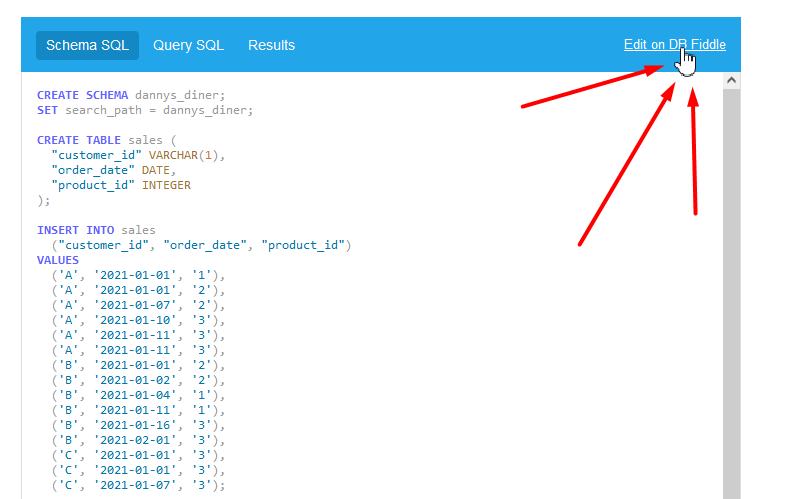 Schema SQL Query SQL Results Edit on DB Fiddle
CREATE SCHEMA dannys_diner;
SET search_path = dannys_diner;
CREATE TABLE sales (
"customer_id" VARCHAR(1),
"order_date" DATE,
"product_id" INTEGER
);
INSERT INTO sales
("customer_id", "order_date", "product_id")
VALUES
('A', '2021-01-01', '1'),
('A', '2021-01-01', '2'),
('A', '2021-01-07', '2'),
('A', '2021-01-10', '3'),
('A', '2021-01-11', '3'),
('A', '2021-01-11', '3'),
('B', '2021-01-01', '2'),
('B', '2021-01-02', '2'),
('B', '2021-01-04', '1'),
('B', '2021-01-11', '1'),
('B', '2021-01-16', '3'),
('B', '2021-02-01', '3'),
('C', '2021-01-01', '3'),
('C', '2021-01-01', '3'),
('C', '2021-01-07', '3');